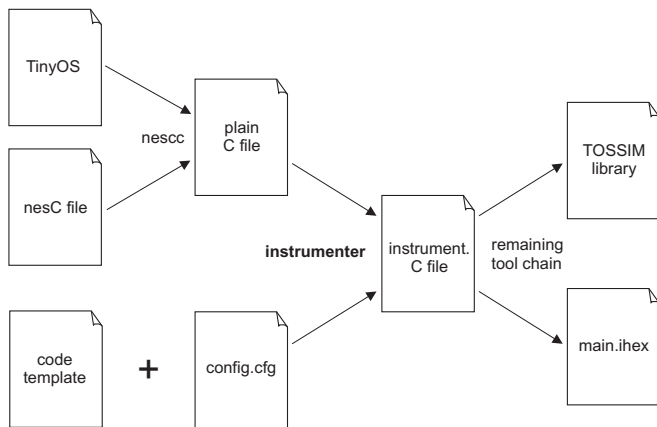 TinyOS
nescc
plain
C file
TOSSIM
library
nesC file
instrumenter
instrument.
C file
remaining
tool chain
code
template
+
config.cfg
main.ihex